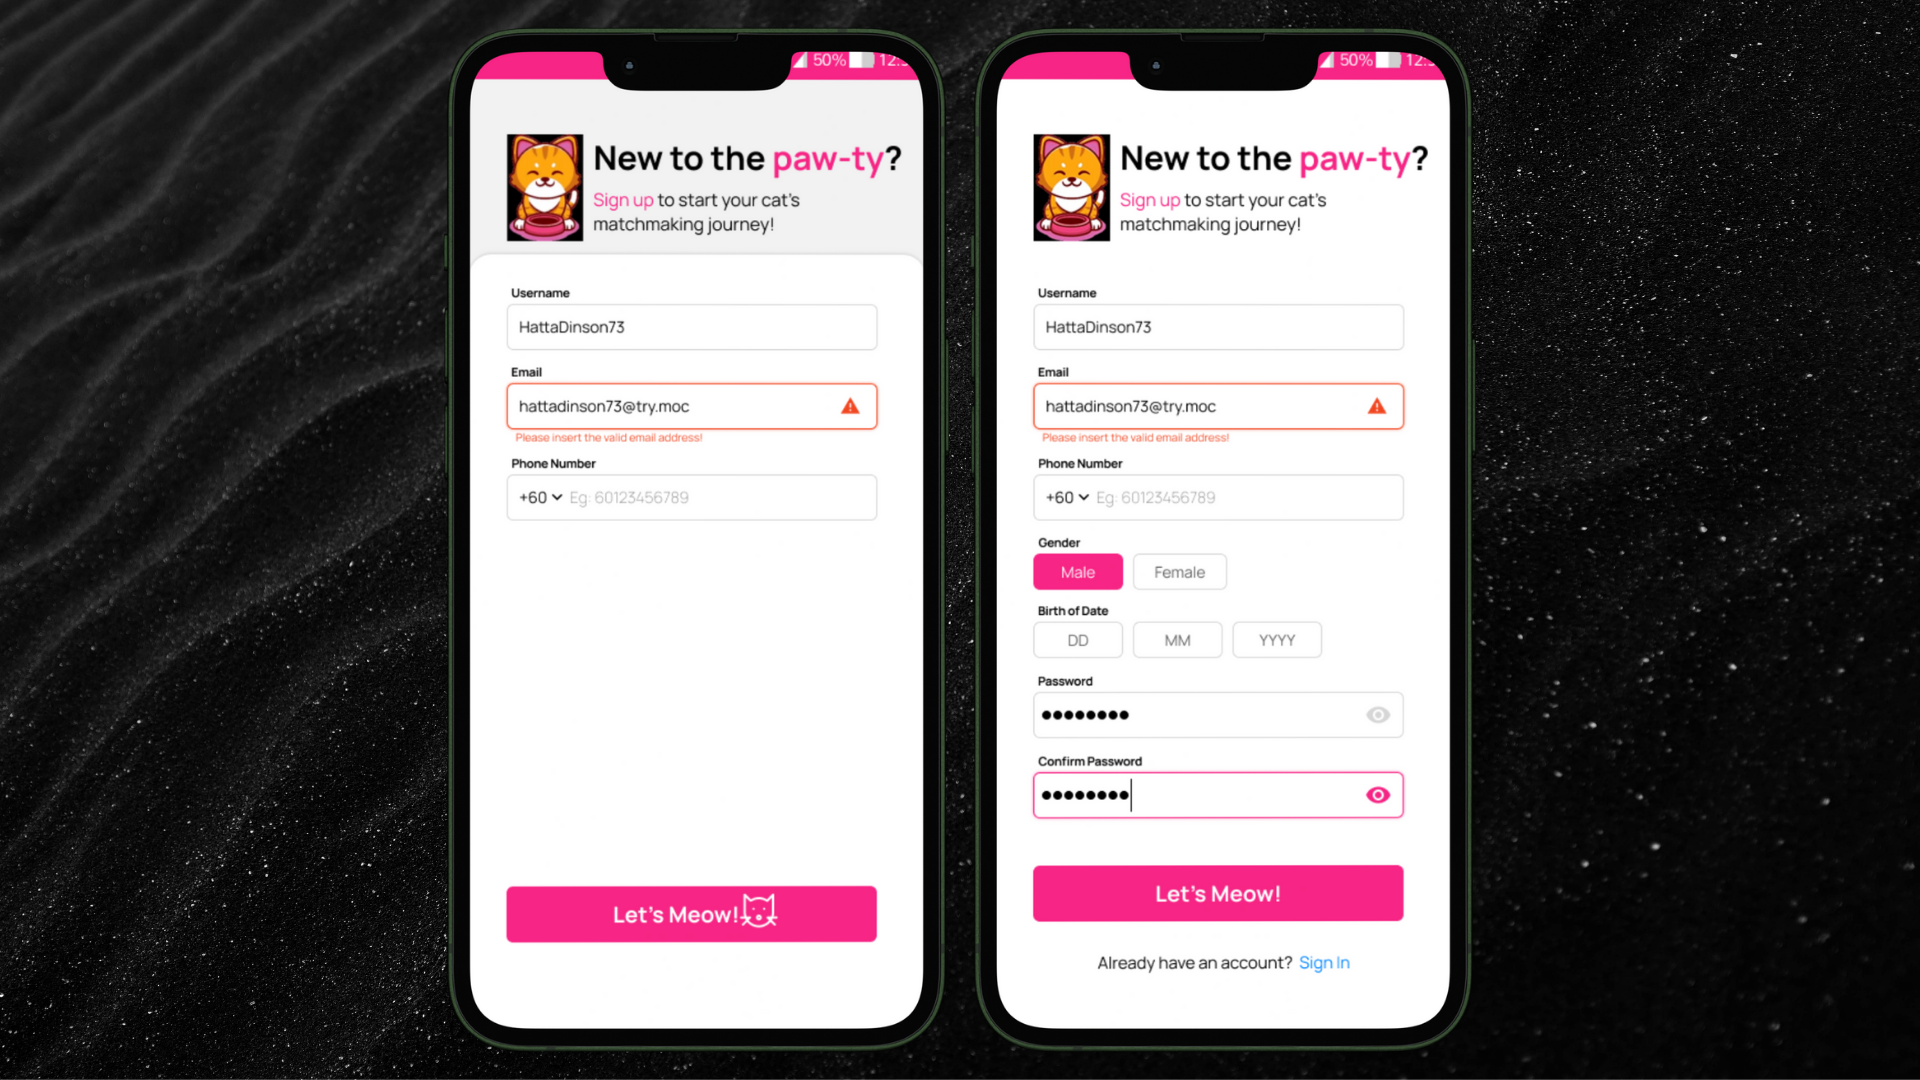 50%
New to the paw-ty?
Sign up to start your cat's
matchmaking journey!
Username
HattaDinson73
Email
hattadinson73@try.moc
Please insert the valid email address!
Phone Number
+60 Eg: 60123456789
Let's Meow!
50%
New to the paw-ty?
Sign up to start your cat's
matchmaking journey!
Username
HattaDinson73
Email
hattadinson73@try.moc
Please insert the valid email address!
Phone Number
+60 Eg: 60123456789
Gender
Male Female
Birth of Date
DD MM YYYY
Password
••••••••
Confirm Password
••••••••
Let's Meow!
Already have an account? Sign In